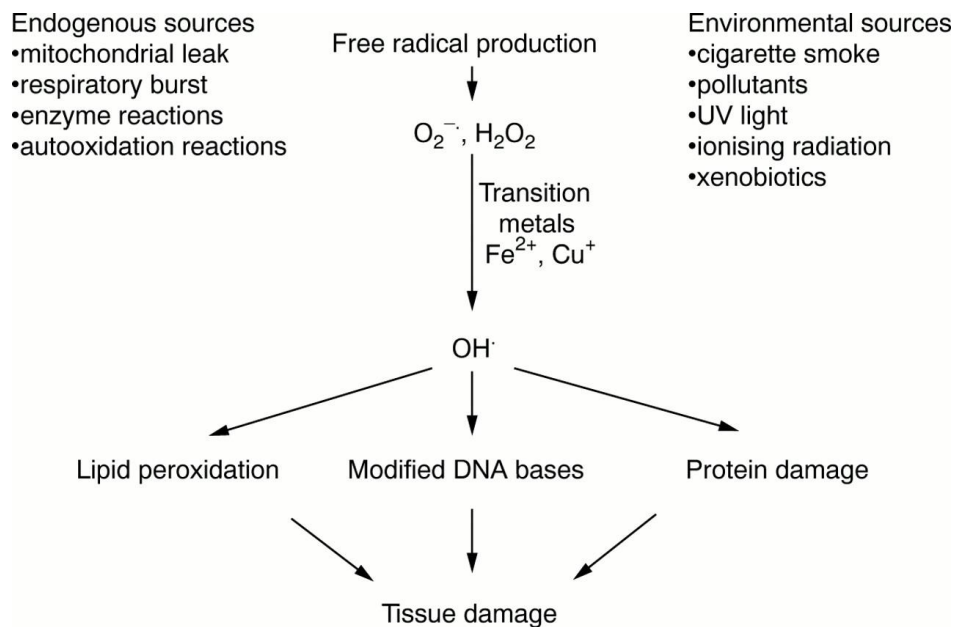 Endogenous sources
•mitochondrial leak
•respiratory burst
•enzyme reactions
•autooxidation reactions
Free radical production
Environmental sources
•cigarette smoke
•pollutants
•UV light
•ionising radiation
•xenobiotics
O₂⁻·, H₂O₂
Transition
metals
Fe²⁺, Cu⁺
OH·
Lipid peroxidation
Modified DNA bases
Protein damage
Tissue damage